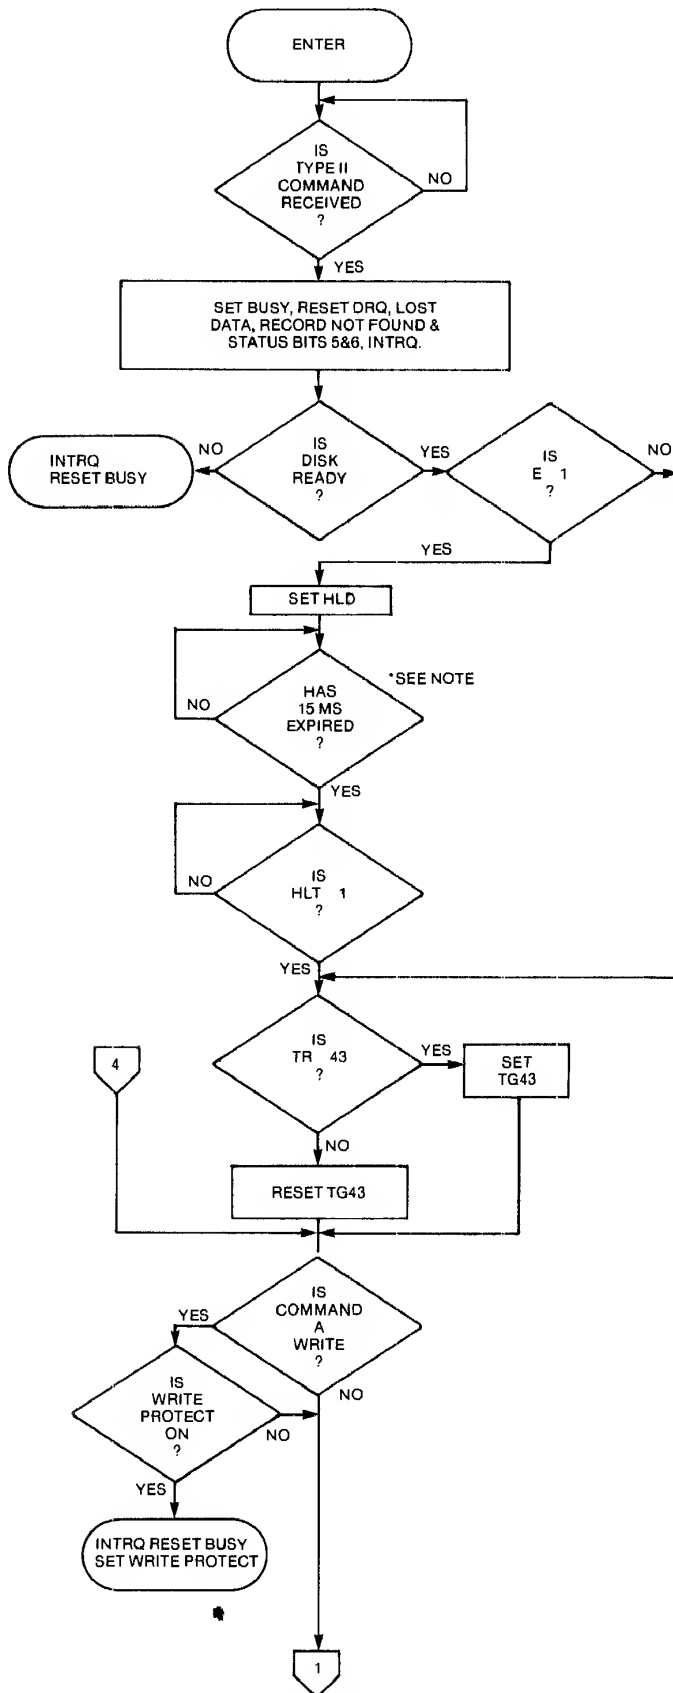 ENTER
IS
TYPE II
COMMAND
RECEIVED
?
NO
YES
SET BUSY, RESET DRQ, LOST
DATA, RECORD NOT FOUND &
STATUS BITS 5&6, INTRQ.
INTRQ
RESET BUSY
NO
IS
DISK
READY
?
YES
IS
E 1
?
NO
YES
SET HLD
HAS
15 MS
EXPIRED
?
*SEE NOTE
NO
YES
IS
HLT 1
?
NO
YES
IS
TR 43
?
YES
SET
TG43
4
NO
RESET TG43
IS
COMMAND
A
WRITE
?
YES
NO
IS
WRITE
PROTECT
ON
?
NO
YES
INTRQ RESET BUSY
SET WRITE PROTECT
1